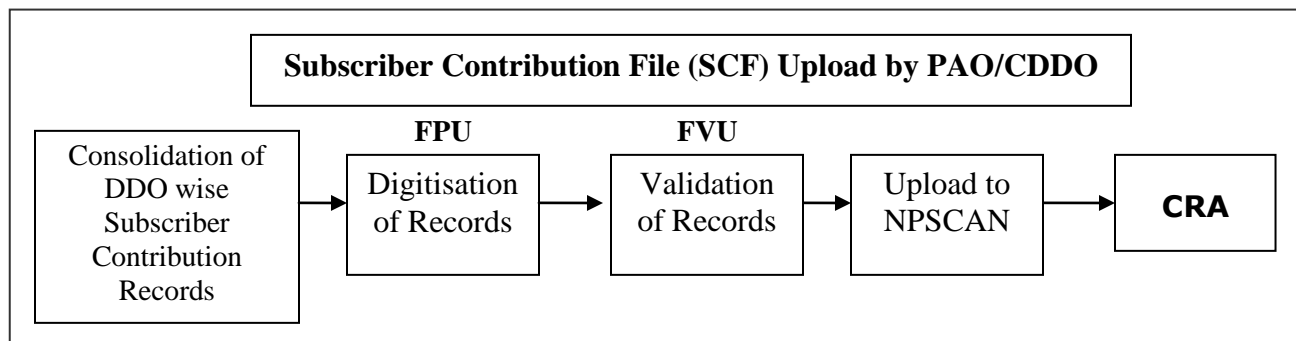 Subscriber Contribution File (SCF) Upload by PAO/CDDO
FPU
FVU
Consolidation of
DDO wise
Subscriber
Contribution
Records
Digitisation
of Records
Validation
of Records
Upload to
NPSCAN
CRA